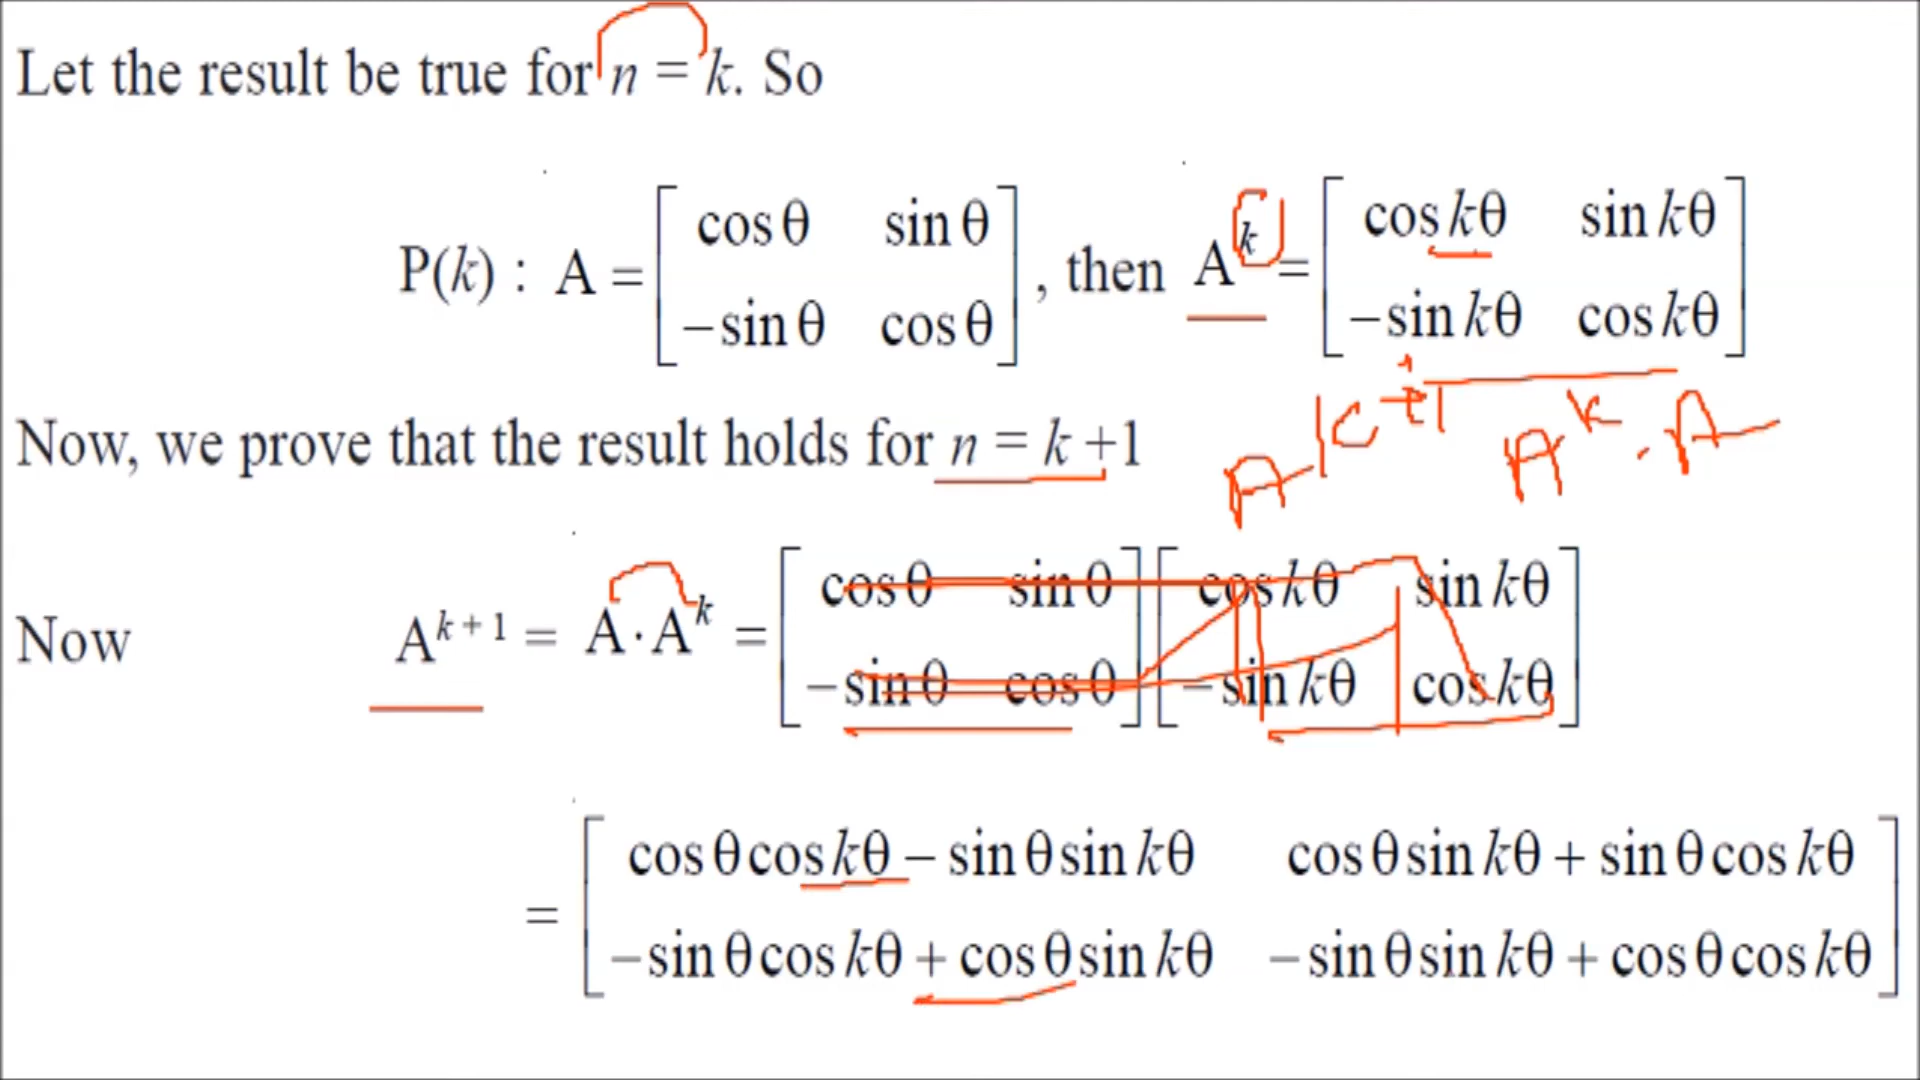 Let the result be true for n = k. So
P(k) : A = [cos θ sin θ
−sin θ cos θ], then A^k = [cos kθ sin kθ
−sin kθ cos kθ]
A^k+1 A^k . A
Now, we prove that the result holds for n = k +1
Now A^k + 1 = A · A^k = [cos θ sin θ
−sin θ cos θ] [cos kθ sin kθ
−sin kθ cos kθ]
= [cos θ cos kθ − sin θ sin kθ cos θ sin kθ + sin θ cos kθ
−sin θ cos kθ + cos θ sin kθ −sin θ sin kθ + cos θ cos kθ]